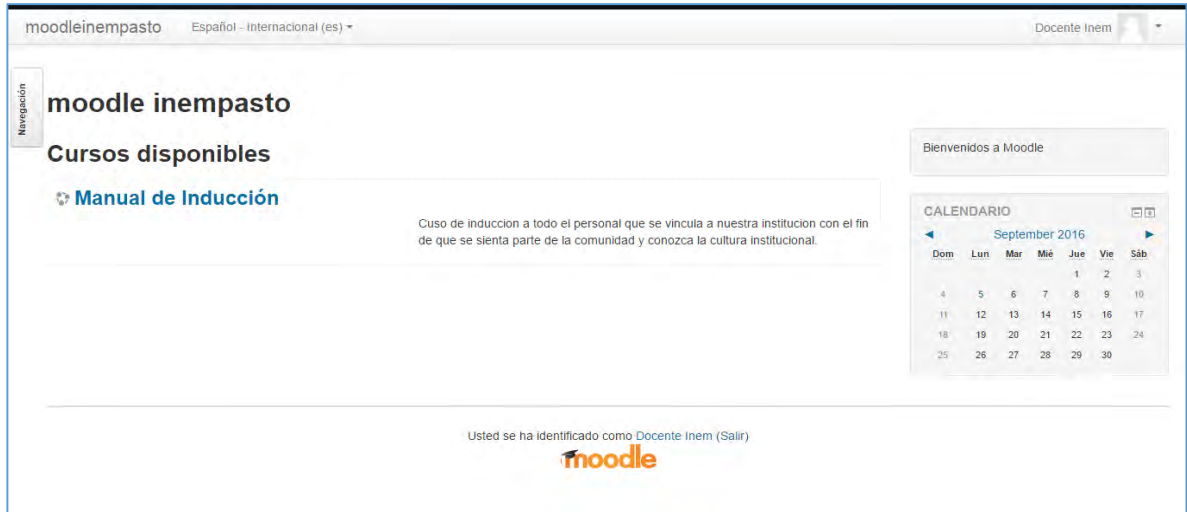 moodleinempasto Español - Internacional (es) Docente Inem
Navegación
moodle inempasto
Cursos disponibles
Manual de Inducción
Cuso de induccion a todo el personal que se vincula a nuestra institucion con el fin
de que se sienta parte de la comunidad y conozca la cultura institucional.
Bienvenidos a Moodle
CALENDARIO
◄ September 2016 ►
Dom Lun Mar Mié Jue Vie Sáb
1 2 3
4 5 6 7 8 9 10
11 12 13 14 15 16 17
18 19 20 21 22 23 24
25 26 27 28 29 30
Usted se ha identificado como Docente Inem (Salir)
moodle